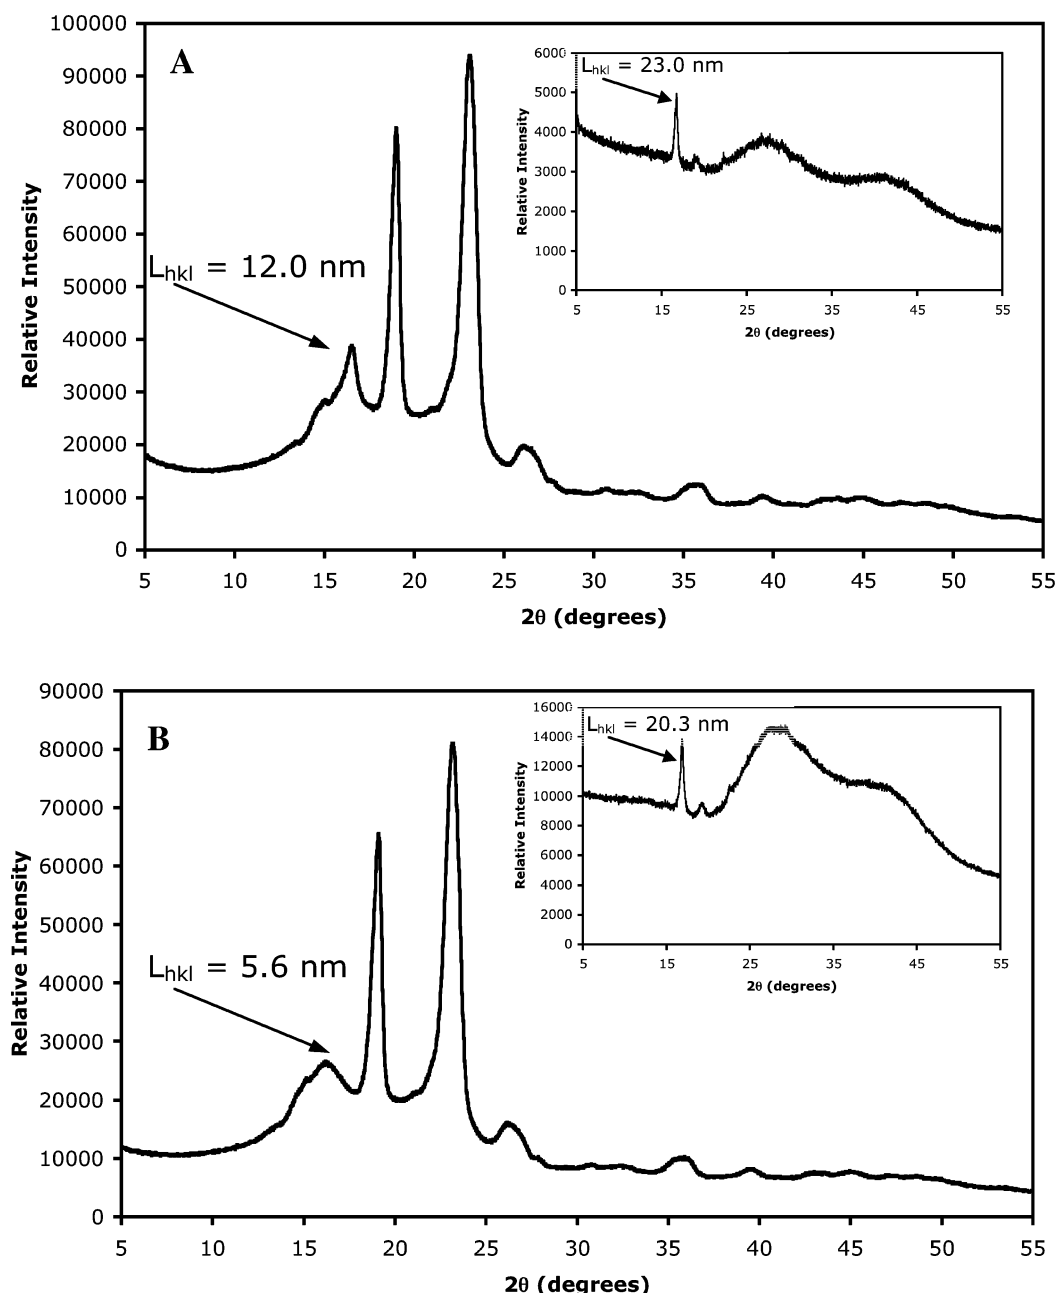 A
Relative Intensity
100000
90000
80000
70000
60000
50000
40000
30000
20000
10000
0
5 10 15 20 25 30 35 40 45 50 55
2θ (degrees)
Lhkl = 12.0 nm
Lhkl = 23.0 nm
Relative Intensity
6000
5000
4000
3000
2000
1000
0
5 15 25 35 45 55
2θ (degrees)
B
Relative Intensity
90000
80000
70000
60000
50000
40000
30000
20000
10000
0
5 10 15 20 25 30 35 40 45 50 55
2θ (degrees)
Lhkl = 5.6 nm
Lhkl = 20.3 nm
Relative Intensity
16000
14000
12000
10000
8000
6000
4000
2000
0
5 15 25 35 45 55
2θ (degrees)